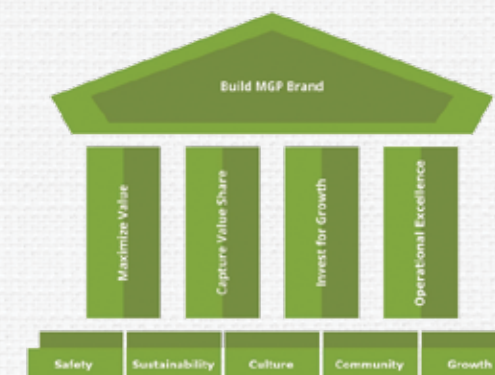 Build MGP Brand
Maximize Value
Capture Value Share
Invest for Growth
Operational Excellence
Safety
Sustainability
Culture
Community
Growth